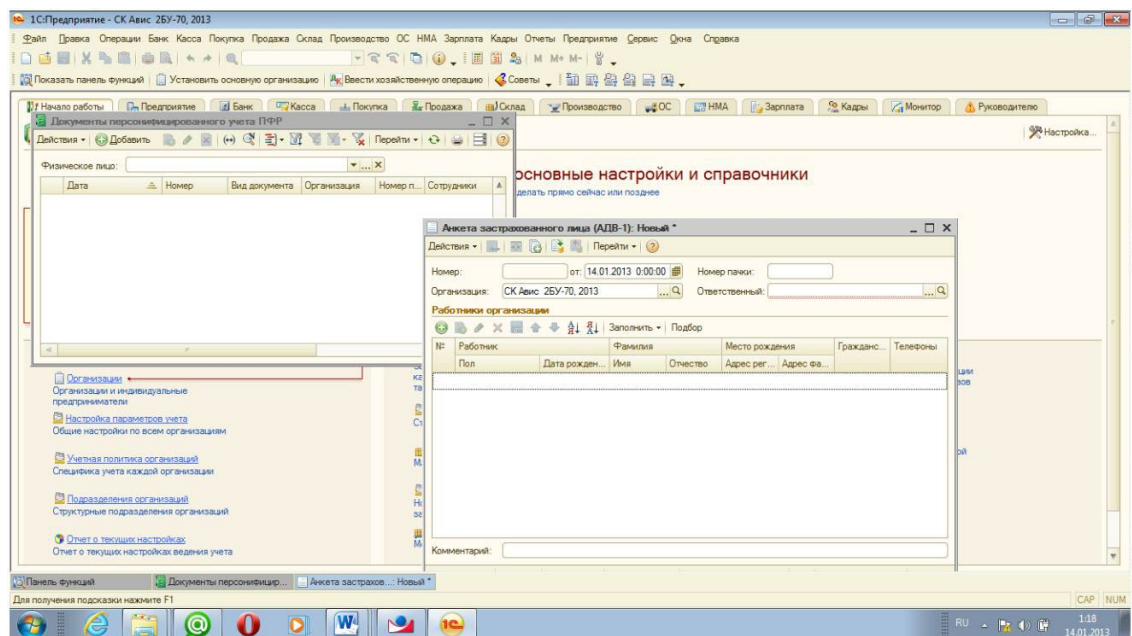 1С:Предприятие - СК Авис 2БУ-70, 2013
Файл Правка Операции Банк Касса Покупка Продажа Склад Производство ОС НМА Зарплата Кадры Отчеты Предприятие Сервис Окна Справка
M M+ M-
Показать панель функций Установить основную организацию Ввести хозяйственную операцию Советы
Начало работы Предприятие Банк Касса Покупка Продажа Склад Производство ОС НМА Зарплата Кадры Монитор Руководителю
Документы персонифицированного учета ПФР
Действия Добавить Перейти
Настройка...
Физическое лицо:
Дата Номер Вид документа Организация Номер п... Сотрудники
основные настройки и справочники
делать прямо сейчас или позднее
Анкета застрахованного лица (АДВ-1): Новый *
Действия Перейти
Номер: от: 14.01.2013 0:00:00 Номер пачки:
Организация: СК Авис 2БУ-70, 2013 Ответственный:
Работники организации
Заполнить Подбор
№ Работник Фамилия Место рождения Гражданс... Телефоны
Пол Дата рожден... Имя Отчество Адрес рег... Адрес фа...
Организации
Организации и индивидуальные
предприниматели
Настройка параметров учета
Общие настройки по всем организациям
Учетная политика организаций
Специфика учета каждой организации
Подразделения организаций
Структурные подразделения организаций
Отчет о текущих настройках
Отчет о текущих настройках ведения учета
Комментарий:
Панель функций Документы персонифицир... Анкета застрахов...: Новый *
Для получения подсказки нажмите F1
CAP NUM
RU
1:18
14.01.2013